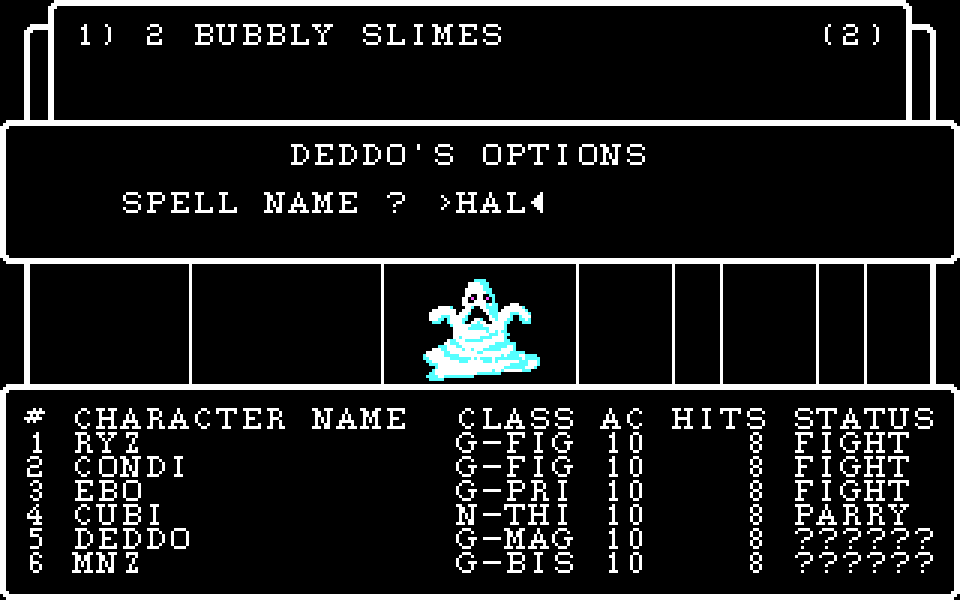 1) 2 BUBBLY SLIMES (2)
DEDDO'S OPTIONS
SPELL NAME ? >HAL◄
# CHARACTER NAME CLASS AC HITS STATUS
1 RYZ G-FIG 10 8 FIGHT
2 CONDI G-FIG 10 8 FIGHT
3 EBO G-PRI 10 8 FIGHT
4 CUBI N-THI 10 8 PARRY
5 DEDDO G-MAG 10 8 ??????
6 MNZ G-BIS 10 8 ??????